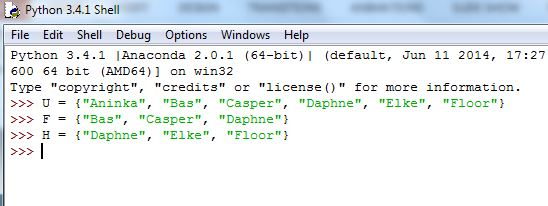 Python 3.4.1 Shell
File Edit Shell Debug Options Windows Help
Python 3.4.1 |Anaconda 2.0.1 (64-bit)| (default, Jun 11 2014, 17:27
600 64 bit (AMD64)] on win32
Type "copyright", "credits" or "license()" for more information.
>>> U = {"Aninka", "Bas", "Casper", "Daphne", "Elke", "Floor"}
>>> F = {"Bas", "Casper", "Daphne"}
>>> H = {"Daphne", "Elke", "Floor"}
>>>